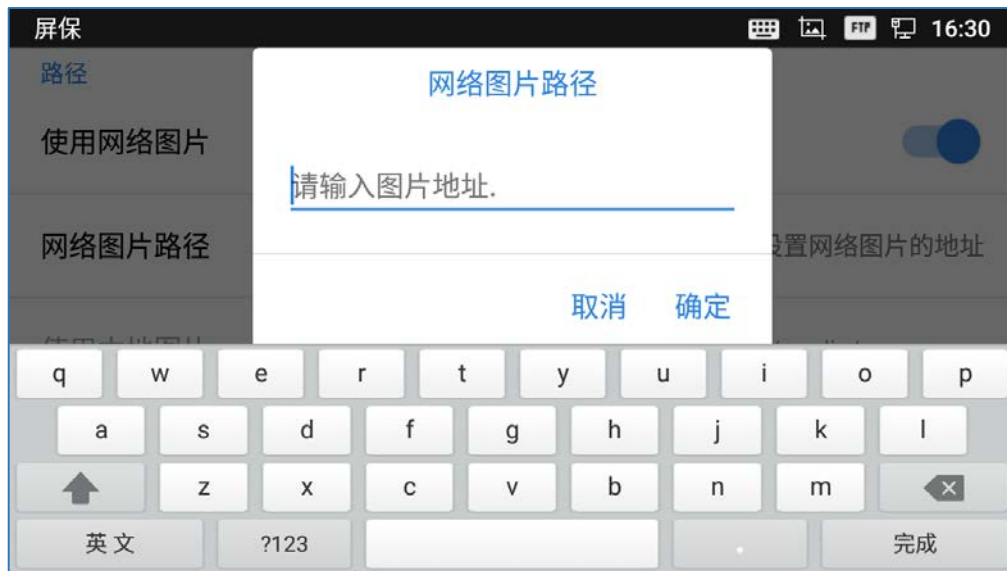 屏保
FTP
16:30
路径
网络图片路径
使用网络图片
请输入图片地址.
网络图片路径
设置网络图片的地址
取消 确定
q w e r t y u i o p
a s d f g h j k l
z x c v b n m
英文 ?123 . 完成